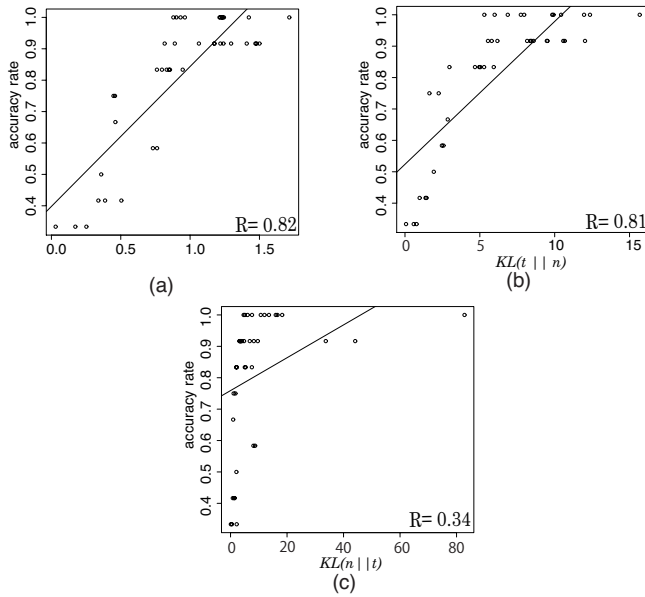 accuracy rate
1.0
0.9
0.8
0.7
0.6
0.5
0.4
R= 0.82
0.0 0.5 1.0 1.5
(a)
accuracy rate
1.0
0.9
0.8
0.7
0.6
0.5
0.4
R= 0.81
0 5 10 15
KL(t || n)
(b)
accuracy rate
1.0
0.9
0.8
0.7
0.6
0.5
0.4
R= 0.34
0 20 40 60 80
KL(n||t)
(c)